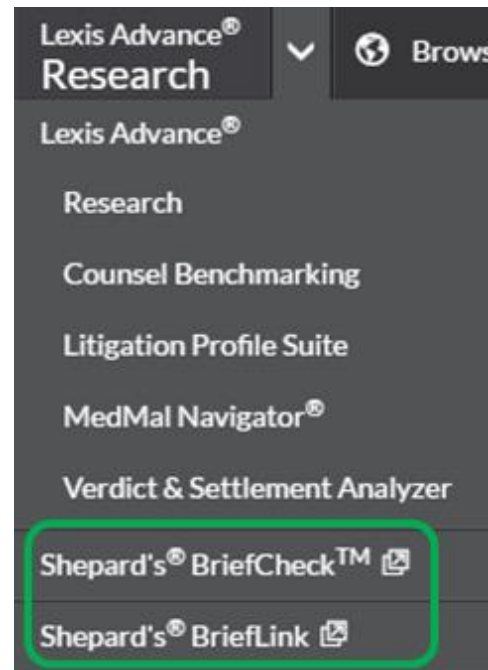 Lexis Advance®
Research
Brows
Lexis Advance®
Research
Counsel Benchmarking
Litigation Profile Suite
MedMal Navigator®
Verdict & Settlement Analyzer
Shepard's® BriefCheck™
Shepard's® BriefLink